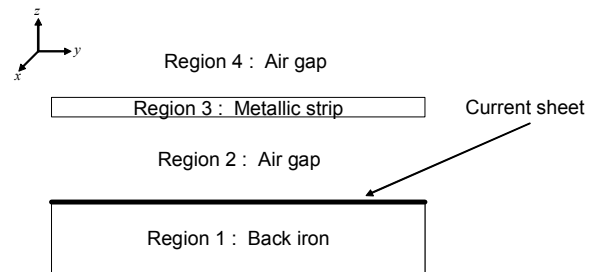 z
y
x
Region 4 : Air gap
Region 3 : Metallic strip
Current sheet
Region 2 : Air gap
Region 1 : Back iron